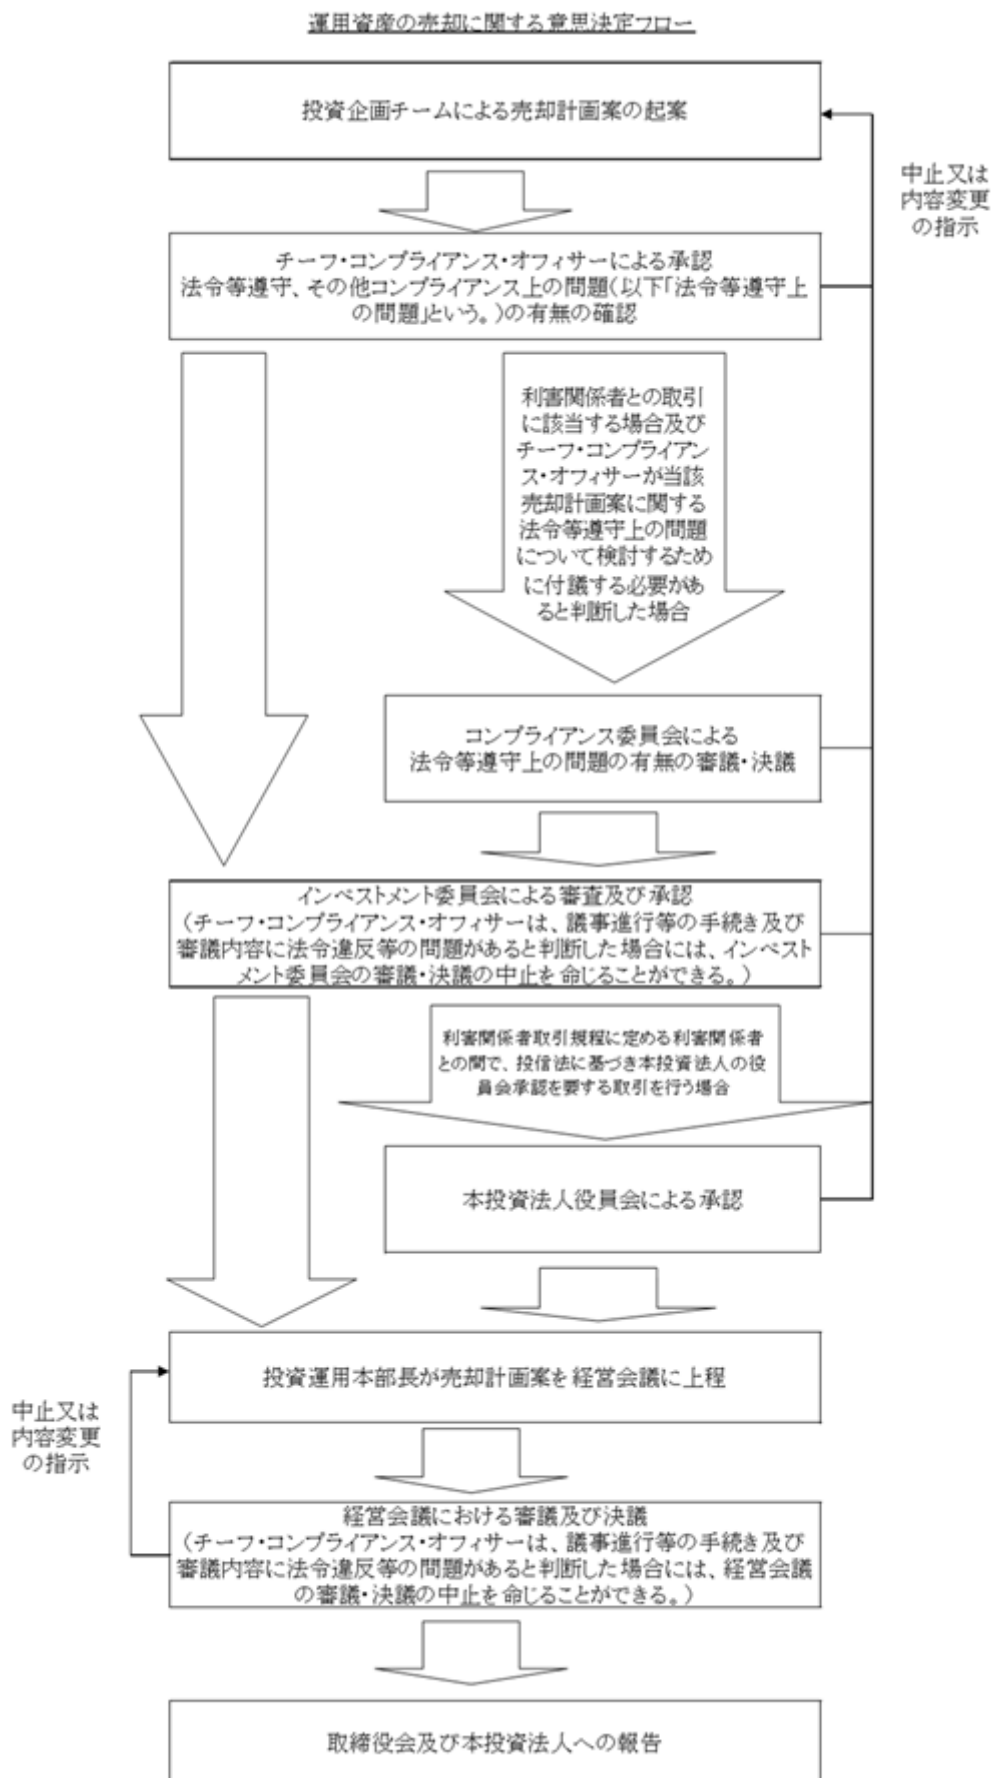 運用資産の売却に関する意思決定フロー
投資企画チームによる売却計画案の起案
中止又は
内容変更
の指示
チーフ・コンプライアンス・オフィサーによる承認
法令等遵守、その他コンプライアンス上の問題（以下「法令等遵守上
の問題」という。）の有無の確認
利害関係者との取引
に該当する場合及び
チーフ・コンプライアン
ス・オフィサーが当該
売却計画案に関する
法令等遵守上の問題
について検討するため
に付議する必要があ
ると判断した場合
コンプライアンス委員会による
法令等遵守上の問題の有無の審議・決議
インベストメント委員会による審査及び承認
（チーフ・コンプライアンス・オフィサーは、議事進行等の手続き及び
審議内容に法令違反等の問題があると判断した場合には、インベスト
メント委員会の審議・決議の中止を命じることができる。）
利害関係者取引規程に定める利害関係者
との間で、投信法に基づき本投資法人の役
員会承認を要する取引を行う場合
本投資法人役員会による承認
投資運用本部長が売却計画案を経営会議に上程
中止又は
内容変更
の指示
経営会議における審議及び決議
（チーフ・コンプライアンス・オフィサーは、議事進行等の手続き及び
審議内容に法令違反等の問題があると判断した場合には、経営会議
の審議・決議の中止を命じることができる。）
取締役会及び本投資法人への報告